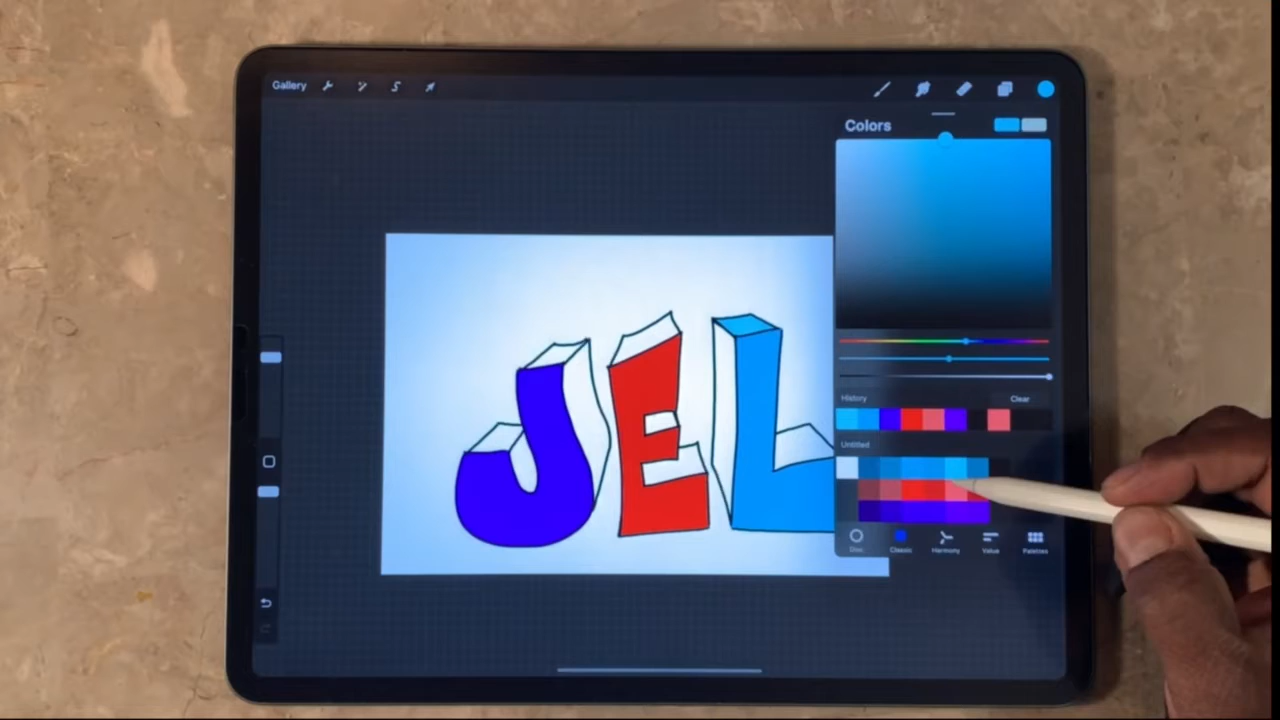 Gallery
Colors
History Clear
Untitled
Disc Classic Harmony Value Palettes
JEL